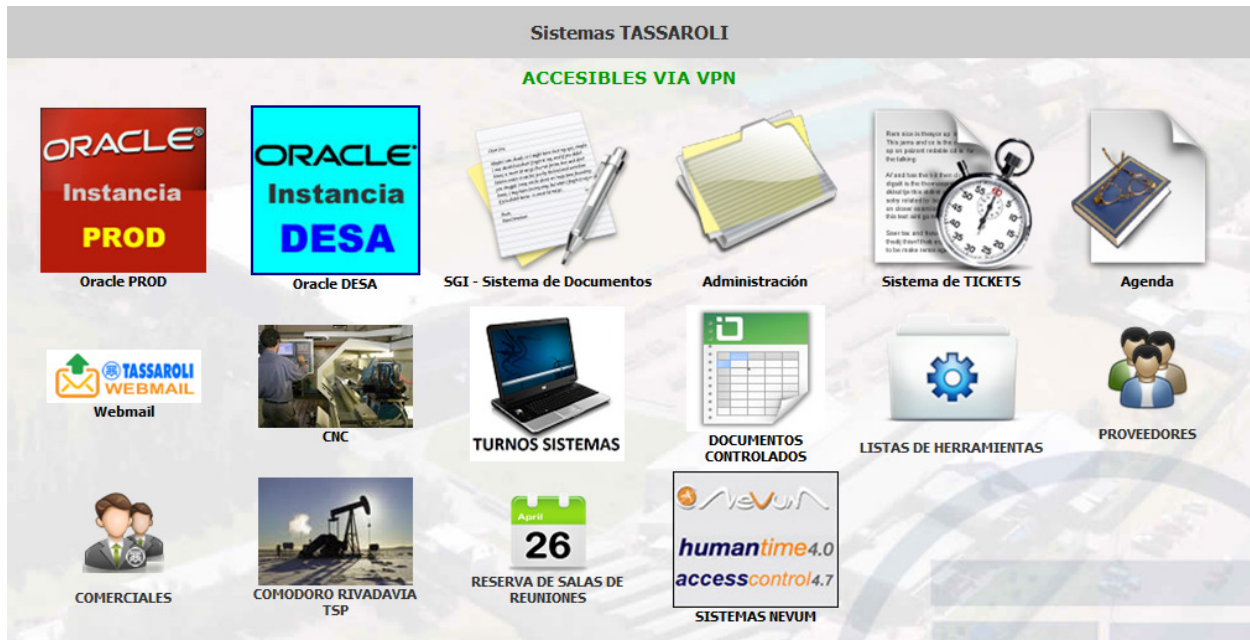 Sistemas TASSAROLI
ACCESIBLES VIA VPN
ORACLE®
Instancia
PROD
Oracle PROD
ORACLE
Instancia
DESA
Oracle DESA
SGI - Sistema de Documentos
Administración
Sistema de TICKETS
Agenda
TASSAROLI
WEBMAIL
Webmail
CNC
TURNOS SISTEMAS
DOCUMENTOS
CONTROLADOS
LISTAS DE HERRAMIENTAS
PROVEEDORES
COMERCIALES
COMODORO RIVADAVIA
TSP
April
26
RESERVA DE SALAS DE
REUNIONES
NeVum
humantime4.0
accesscontrol4.7
SISTEMAS NEVUM